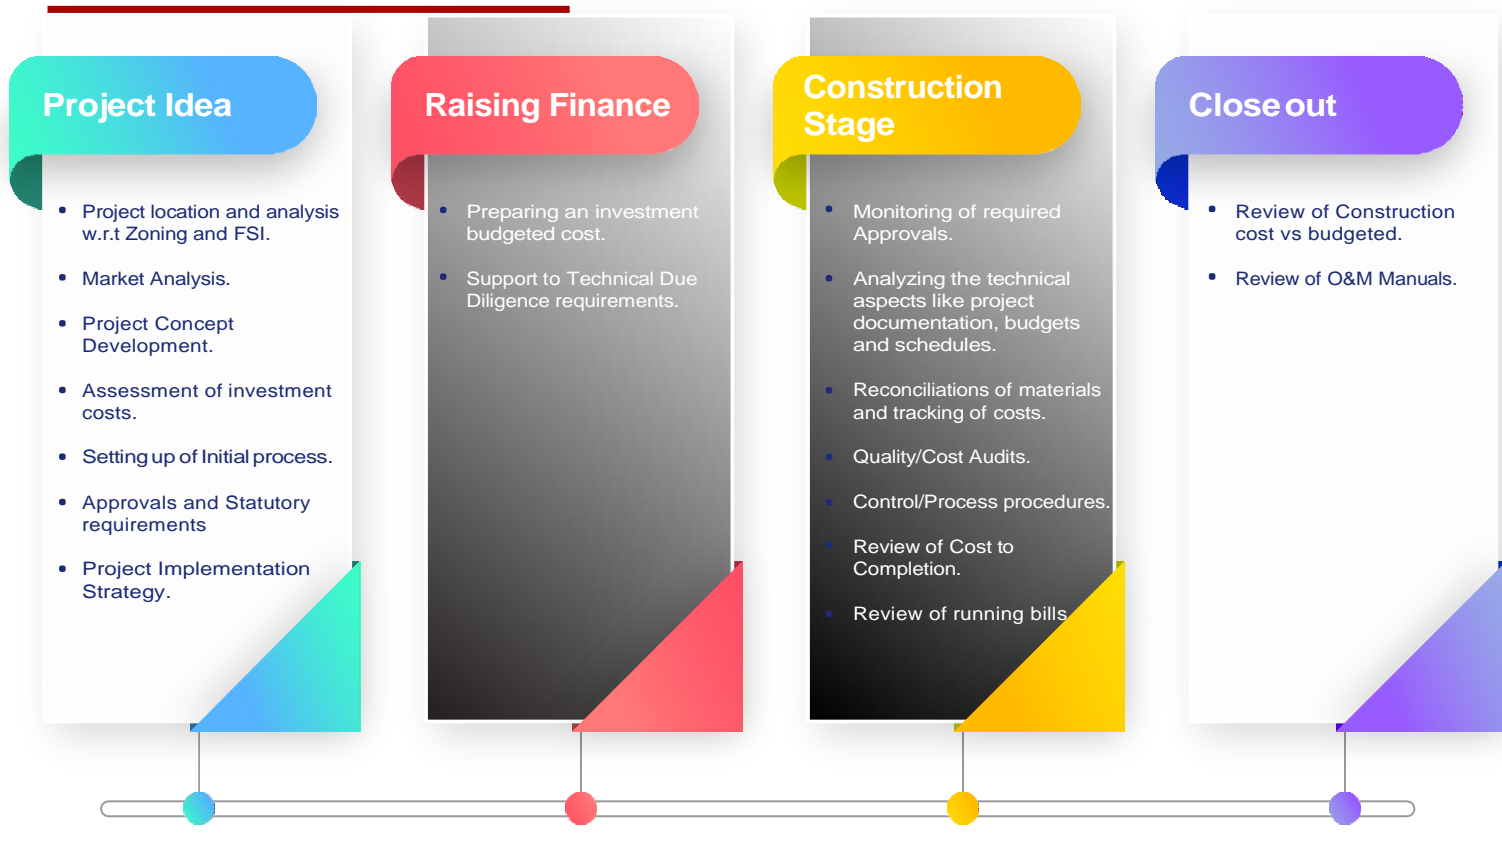 Project Idea
Project location and analysis
w.r.t Zoning and FSI.
Market Analysis.
Project Concept
Development.
Assessment of investment
costs.
Setting up of Initial process.
Approvals and Statutory
requirements
Project Implementation
Strategy.
Raising Finance
Preparing an investment
budgeted cost.
Support to Technical Due
Diligence requirements.
Construction
Stage
Monitoring of required
Approvals.
Analyzing the technical
aspects like project
documentation, budgets
and schedules.
Reconciliations of materials
and tracking of costs.
Quality/Cost Audits.
Control/Process procedures.
Review of Cost to
Completion.
Review of running bills
Close out
Review of Construction
cost vs budgeted.
Review of O&M Manuals.